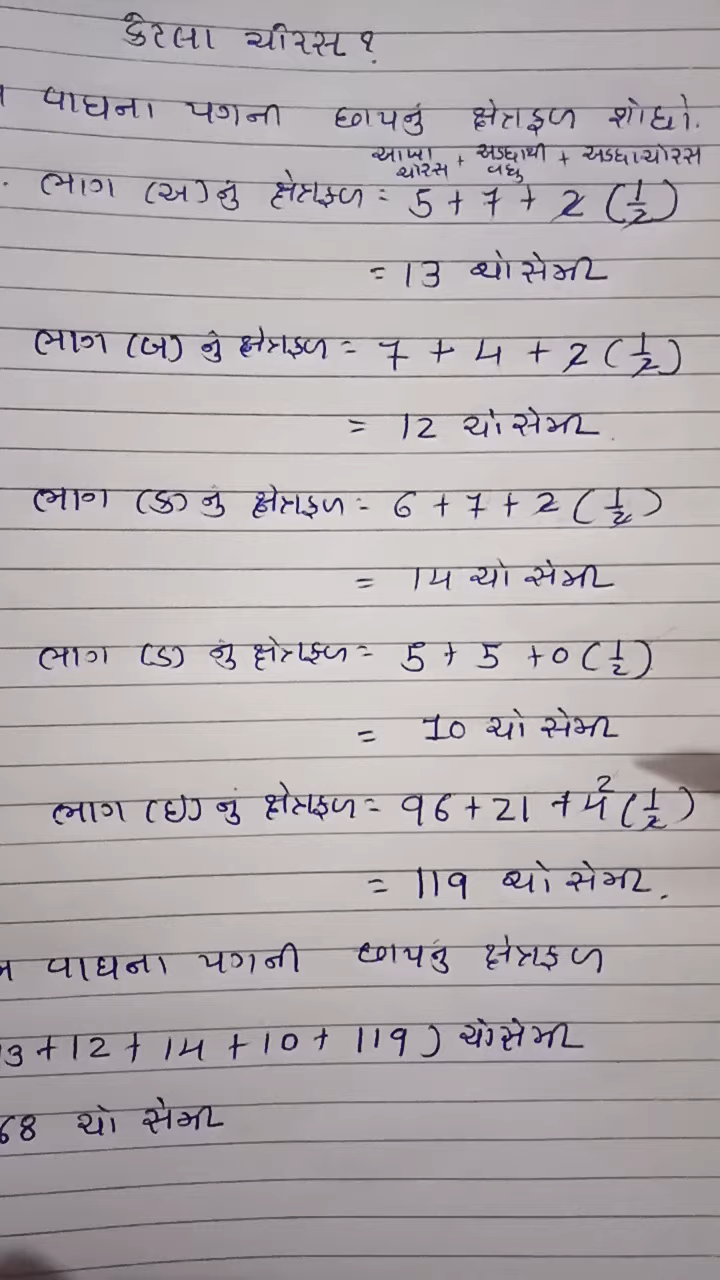 કેટલા ચોરસ ?
વાઘના પગની છાપનું ક્ષેત્રફળ શોધો.
આખા ચોરસ + અડધાથી વધુ + અડધા ચોરસ
ભાગ (અ) નું ક્ષેત્રફળ = 5 + 7 + 2 (1/2)
= 13 ચો સેમી
ભાગ (બ) નું ક્ષેત્રફળ = 7 + 4 + 2 (1/2)
= 12 ચો સેમી.
ભાગ (ક) નું ક્ષેત્રફળ = 6 + 7 + 2 (1/2)
= 14 ચો સેમી
ભાગ (ડ) નું ક્ષેત્રફળ = 5 + 5 + 0 (1/2)
= 10 ચો સેમી
ભાગ (ઘ) નું ક્ષેત્રફળ = 96 + 21 + 4² (1/2)
= 119 ચો સેમી.
વાઘના પગની છાપનું ક્ષેત્રફળ
3 + 12 + 14 + 10 + 119) ચોસેમી
68 ચો સેમી